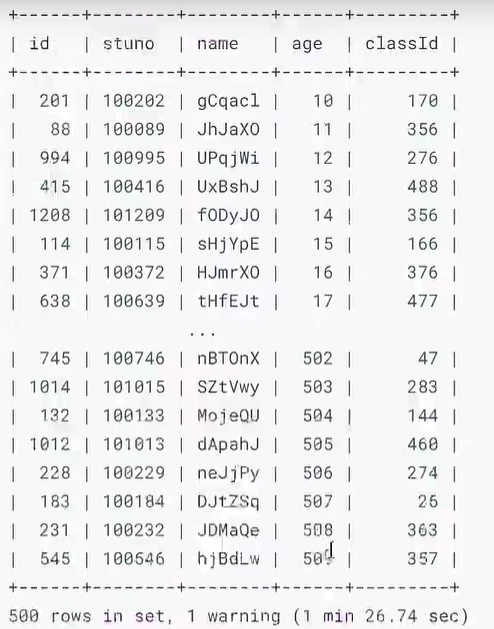 +------+--------+--------+------+---------+
| id | stuno | name | age | classId |
+------+--------+--------+------+---------+
| 201 | 100202 | gCqacl | 10 | 170 |
| 88 | 100089 | JhJaXO | 11 | 356 |
| 994 | 100995 | UPqjWi | 12 | 276 |
| 415 | 100416 | UxBshJ | 13 | 488 |
| 1208 | 101209 | fODyJO | 14 | 356 |
| 114 | 100115 | sHjYpE | 15 | 166 |
| 371 | 100372 | HJmrXO | 16 | 376 |
| 638 | 100639 | tHfEJt | 17 | 477 |
...
| 745 | 100746 | nBTOnX | 502 | 47 |
| 1014 | 101015 | SZtVwy | 503 | 283 |
| 132 | 100133 | MojeQU | 504 | 144 |
| 1012 | 101013 | dApahJ | 505 | 460 |
| 228 | 100229 | neJjPy | 506 | 274 |
| 183 | 100184 | DJtZSq | 507 | 26 |
| 231 | 100232 | JDMaQe | 508 | 363 |
| 545 | 100546 | hjBdLw | 509 | 357 |
+------+--------+--------+------+---------+
500 rows in set, 1 warning (1 min 26.74 sec)